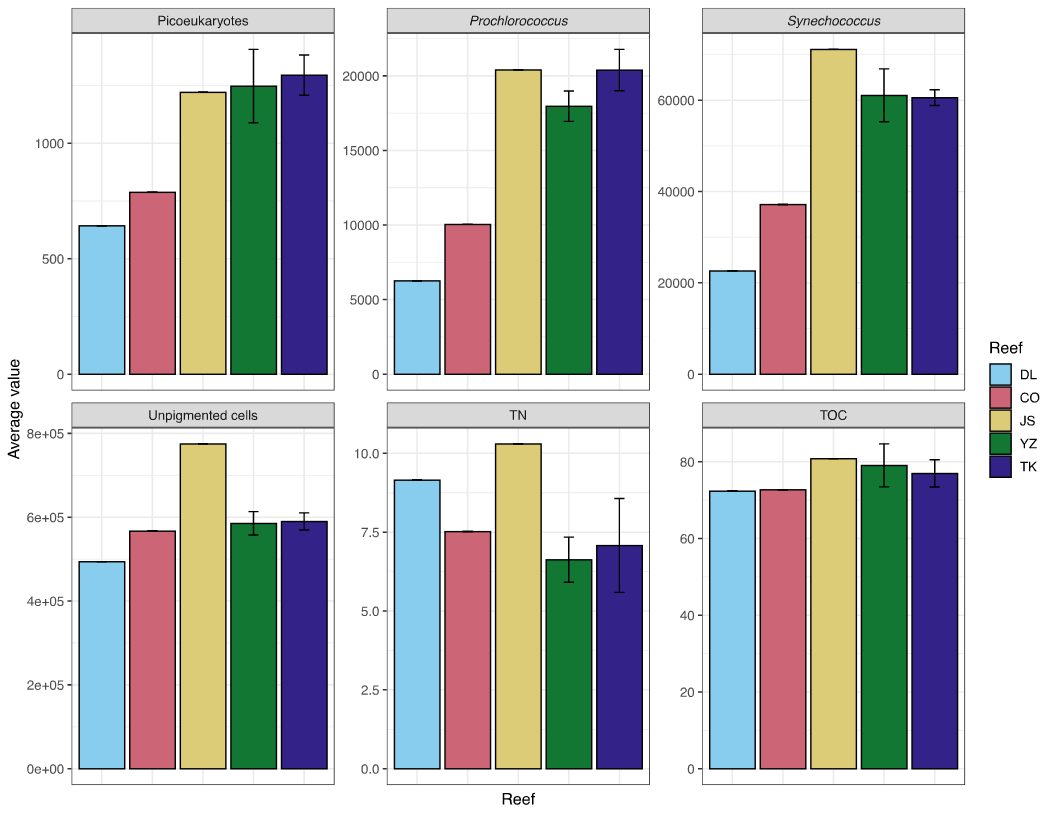 Picoeukaryotes
Prochlorococcus
Synechococcus
1000
500
0
20000
15000
10000
5000
0
60000
40000
20000
0
Average value
Unpigmented cells
TN
TOC
8e+05
6e+05
4e+05
2e+05
0e+00
10.0
7.5
5.0
2.5
0.0
80
60
40
20
0
Reef
Reef
DL
CO
JS
YZ
TK